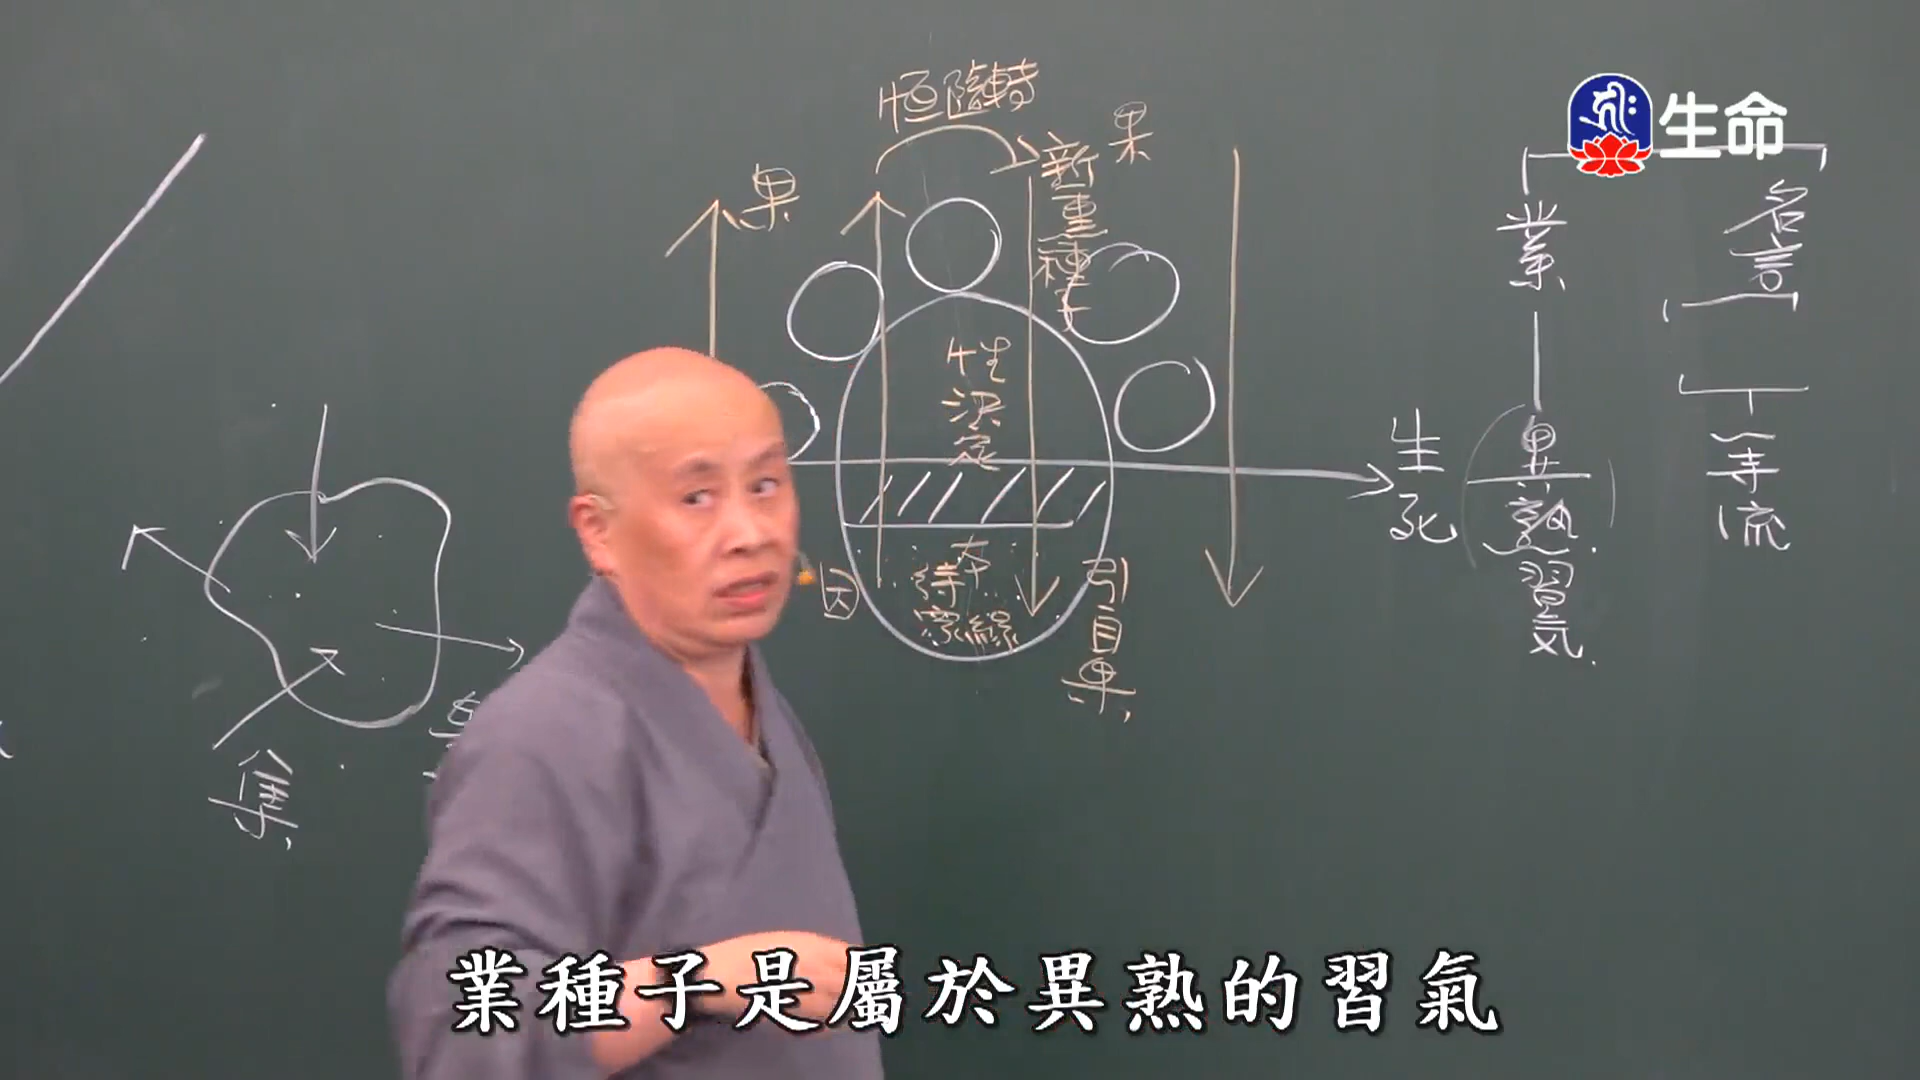 生命
恒隨轉
果
果
新熏種子
業
名言
性決定
生死
異熟習氣
等流
因
待
眾緣
引自果
集
業種子是屬於異熟的習氣